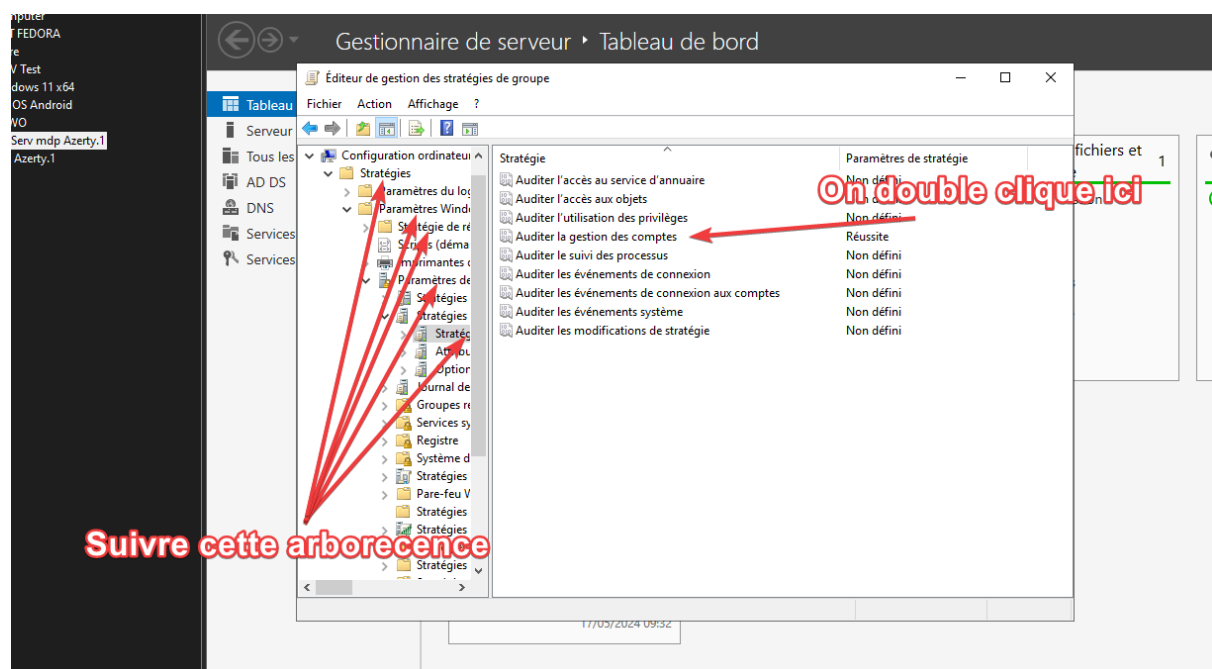 mputer
T FEDORA
re
V Test
dows 11 x64
OS Android
WO
Serv mdp Azerty.1
Azerty.1
Gestionnaire de serveur • Tableau de bord
Tableau
Serveur
Tous les
AD DS
DNS
Services
Services
Éditeur de gestion des stratégies de groupe
Fichier Action Affichage ?
Configuration ordinateur
Stratégies
Paramètres du log
Paramètres Windo
Stratégie de ré
Scripts (déma
Imprimantes
Paramètres de
Stratégies
Stratégies
Stratég
Attribu
Option
Journal de
Groupes re
Services sy
Registre
Système d
Stratégies
Pare-feu W
Stratégies
Stratégies
Stratégies
Stratégie
Paramètres de stratégie
Auditer l'accès au service d'annuaire Non défini
Auditer l'accès aux objets
Auditer l'utilisation des privilèges Non défini
Auditer la gestion des comptes Réussite
Auditer le suivi des processus Non défini
Auditer les événements de connexion Non défini
Auditer les événements de connexion aux comptes Non défini
Auditer les événements système Non défini
Auditer les modifications de stratégie Non défini
On double clique ici
Suivre cette arborecence
fichiers et 1
17/05/2024 09:32